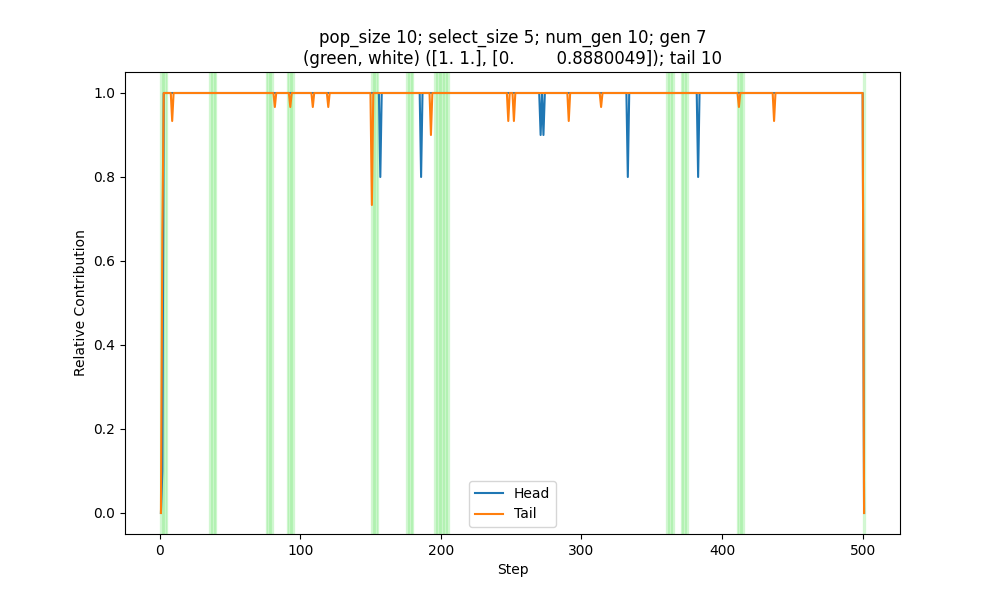 pop_size 10; select_size 5; num_gen 10; gen 7
(green, white) ([1. 1.], [0.         0.8880049]); tail 10
1.0
0.8
0.6
0.4
0.2
0.0
Relative Contribution
Head
Tail
0
100
200
300
400
500
Step